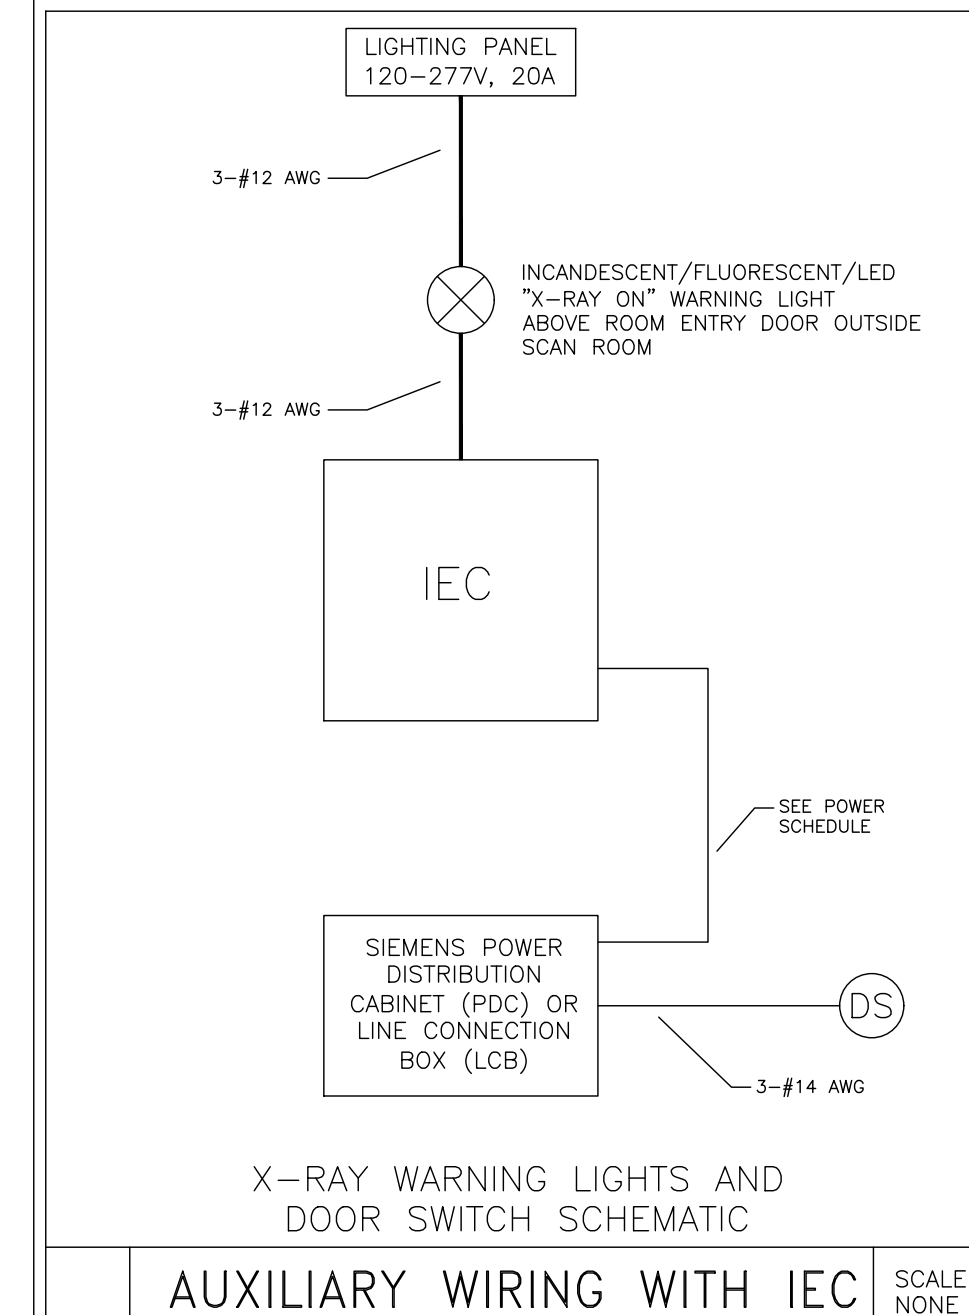 LIGHTING PANEL
120-277V, 20A
3-#12 AWG
INCANDESCENT/FLUORESCENT/LED
"X-RAY ON" WARNING LIGHT
ABOVE ROOM ENTRY DOOR OUTSIDE
SCAN ROOM
3-#12 AWG
IEC
SEE POWER
SCHEDULE
SIEMENS POWER
DISTRIBUTION
CABINET (PDC) OR
LINE CONNECTION
BOX (LCB)
DS
3-#14 AWG
X-RAY WARNING LIGHTS AND
DOOR SWITCH SCHEMATIC
AUXILIARY WIRING WITH IEC
SCALE
NONE